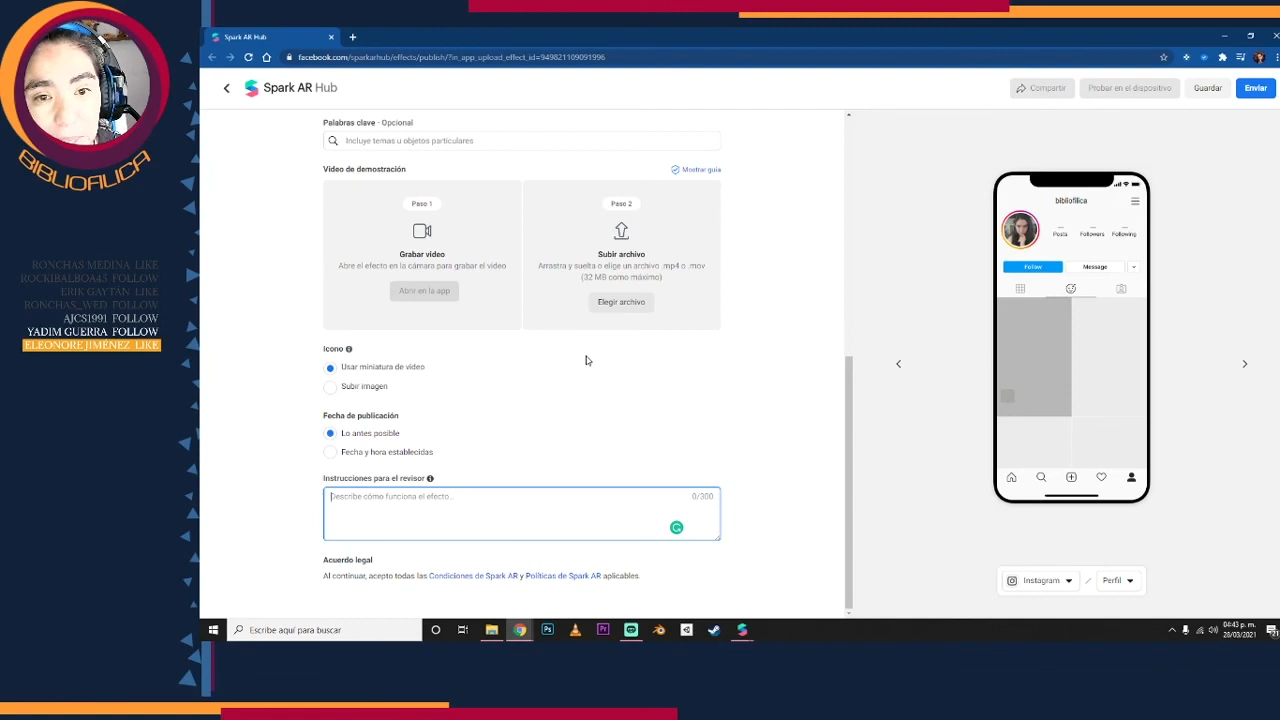 Spark AR Hub
facebook.com/sparkarhub/effects/publish/?in_app_upload_effect_id=949821109091996
Spark AR Hub
Compartir
Probar en el dispositivo
Guardar
Enviar
BIBLIOFILICA
RONCHAS MEDINA LIKE
ROCKIBALBOA45 FOLLOW
ERIK GAYTÁN LIKE
RONCHAS_WED FOLLOW
AJCS1991 FOLLOW
YADIM GUERRA FOLLOW
ELEONORE JIMÉNEZ LIKE
Palabras clave · Opcional
Incluye temas u objetos particulares
Video de demostración
Mostrar guía
Paso 1
Grabar video
Abre el efecto en la cámara para grabar el video
Abrir en la app
Paso 2
Subir archivo
Arrastra y suelta o elige un archivo .mp4 o .mov
(32 MB como máximo)
Elegir archivo
Icono
Usar miniatura de video
Subir imagen
Fecha de publicación
Lo antes posible
Fecha y hora establecidas
Instrucciones para el revisor
Describe cómo funciona el efecto...
0/300
Acuerdo legal
Al continuar, acepto todas las Condiciones de Spark AR y Políticas de Spark AR aplicables.
bibliofilica
Posts
Followers
Following
Follow
Message
Instagram
/
Perfil
Escribe aquí para buscar
Ps
Pr
04:43 p. m.
28/03/2021